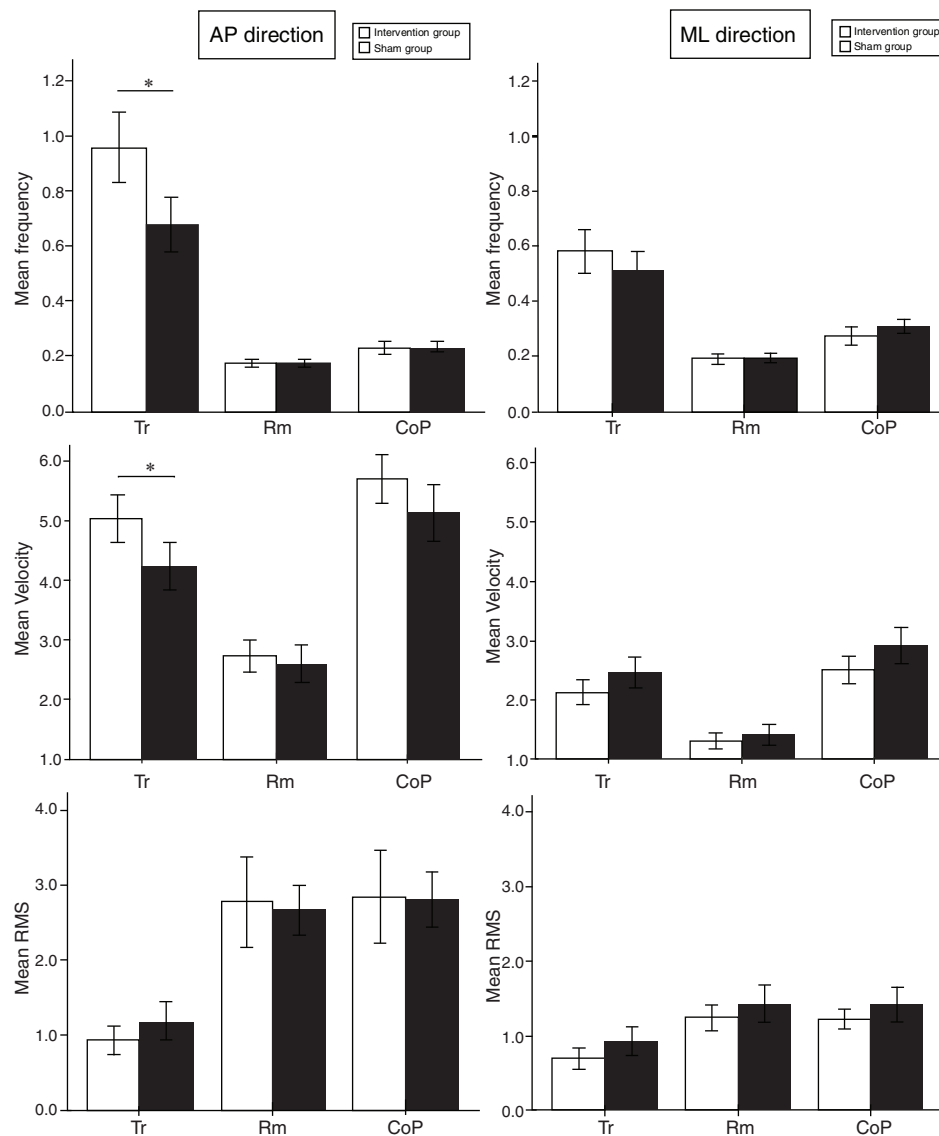 AP direction
Intervention group
Sham group
ML direction
Intervention group
Sham group
Mean frequency
1.2
1.0
0.8
0.6
0.4
0.2
0.0
*
Tr Rm CoP
Mean frequency
1.2
1.0
0.8
0.6
0.4
0.2
0.0
Tr Rm CoP
Mean Velocity
6.0
5.0
4.0
3.0
2.0
1.0
*
Tr Rm CoP
Mean Velocity
6.0
5.0
4.0
3.0
2.0
1.0
Tr Rm CoP
Mean RMS
4.0
3.0
2.0
1.0
0.0
Tr Rm CoP
Mean RMS
4.0
3.0
2.0
1.0
0.0
Tr Rm CoP